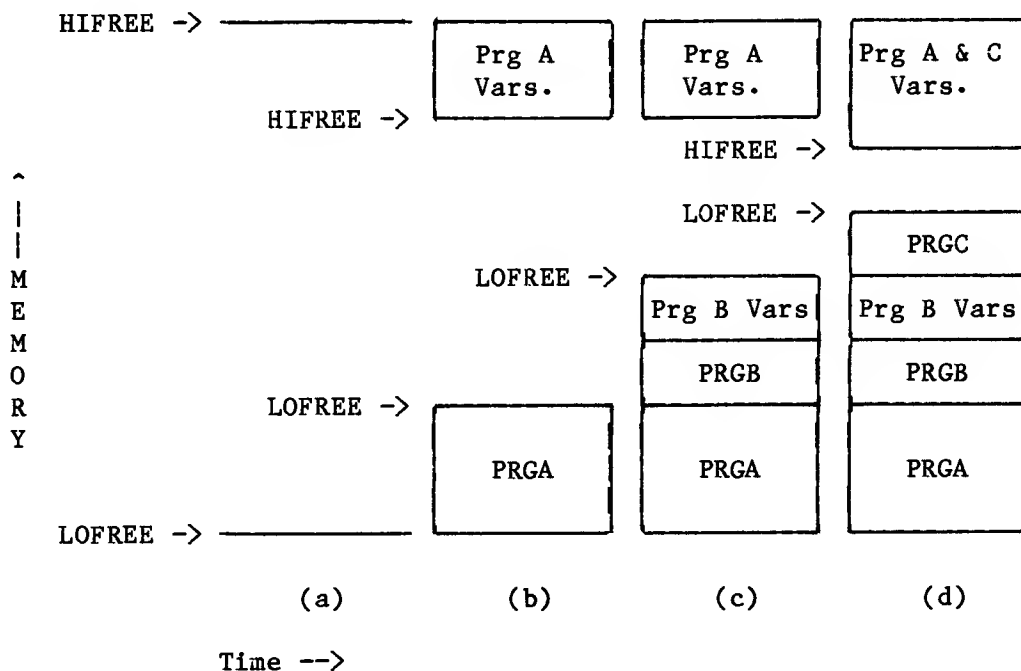 HIFREE ->
Prg A
Vars.
Prg A
Vars.
Prg A & C
Vars.
HIFREE ->
HIFREE ->
LOFREE ->
PRGC
LOFREE ->
Prg B Vars
Prg B Vars
PRGB
PRGB
LOFREE ->
PRGA
PRGA
PRGA
LOFREE ->
^
|
|
M
E
M
O
R
Y
(a) (b) (c) (d)
Time -->